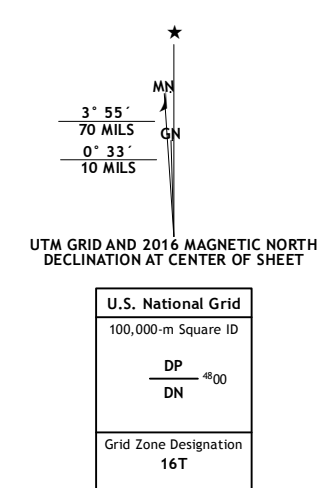 ★
MN
3° 55´
70 MILS
GN
0° 33´
10 MILS
UTM GRID AND 2016 MAGNETIC NORTH
DECLINATION AT CENTER OF SHEET
U.S. National Grid
100,000-m Square ID
DP
4800
DN
Grid Zone Designation
16T